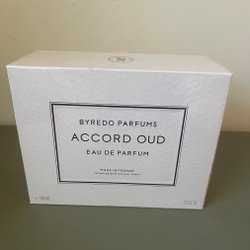 BYREDO PARFUMS
ACCORD OUD
EAU DE PARFUM
MADE IN FRANCE